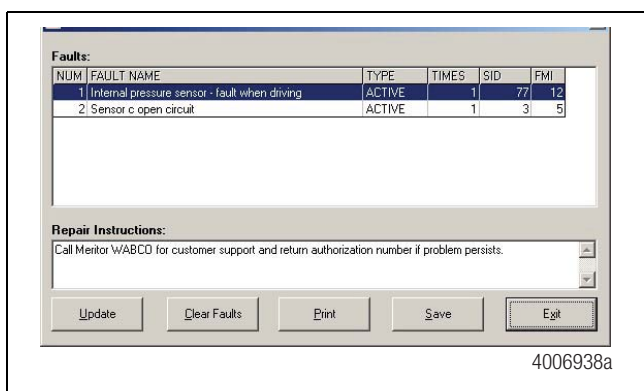 Faults:
NUM FAULT NAME TYPE TIMES SID FMI
1 Internal pressure sensor - fault when driving ACTIVE 1 77 12
2 Sensor c open circuit ACTIVE 1 3 5
Repair Instructions:
Call Meritor WABCO for customer support and return authorization number if problem persists.
Update Clear Faults Print Save Exit
4006938a